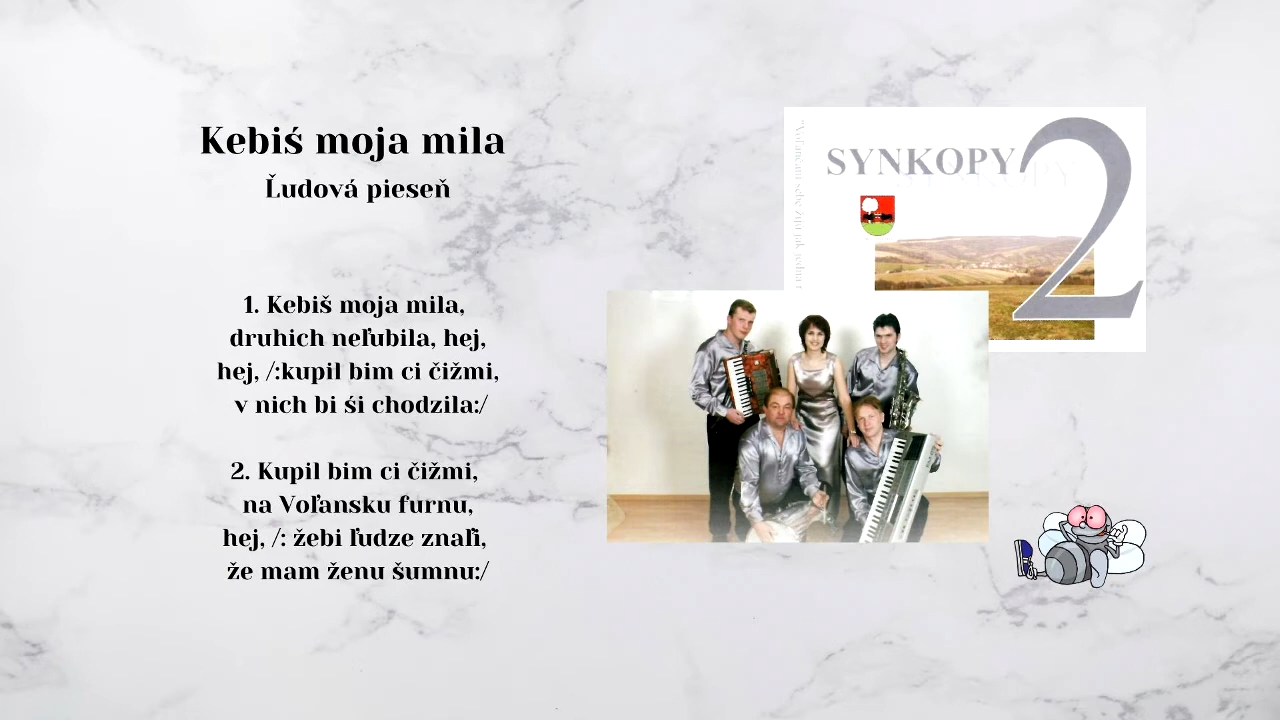 Kebiś moja mila
Ľudová pieseň
1. Kebiš moja mila,
druhich neľubila, hej,
hej, /:kupil bim ci čižmi,
v nich bi śi chodzila:/
2. Kupil bim ci čižmi,
na Voľansku furnu,
hej, /: žebi ľudze znaľi,
že mam ženu šumnu:/
SYNKOPY
2